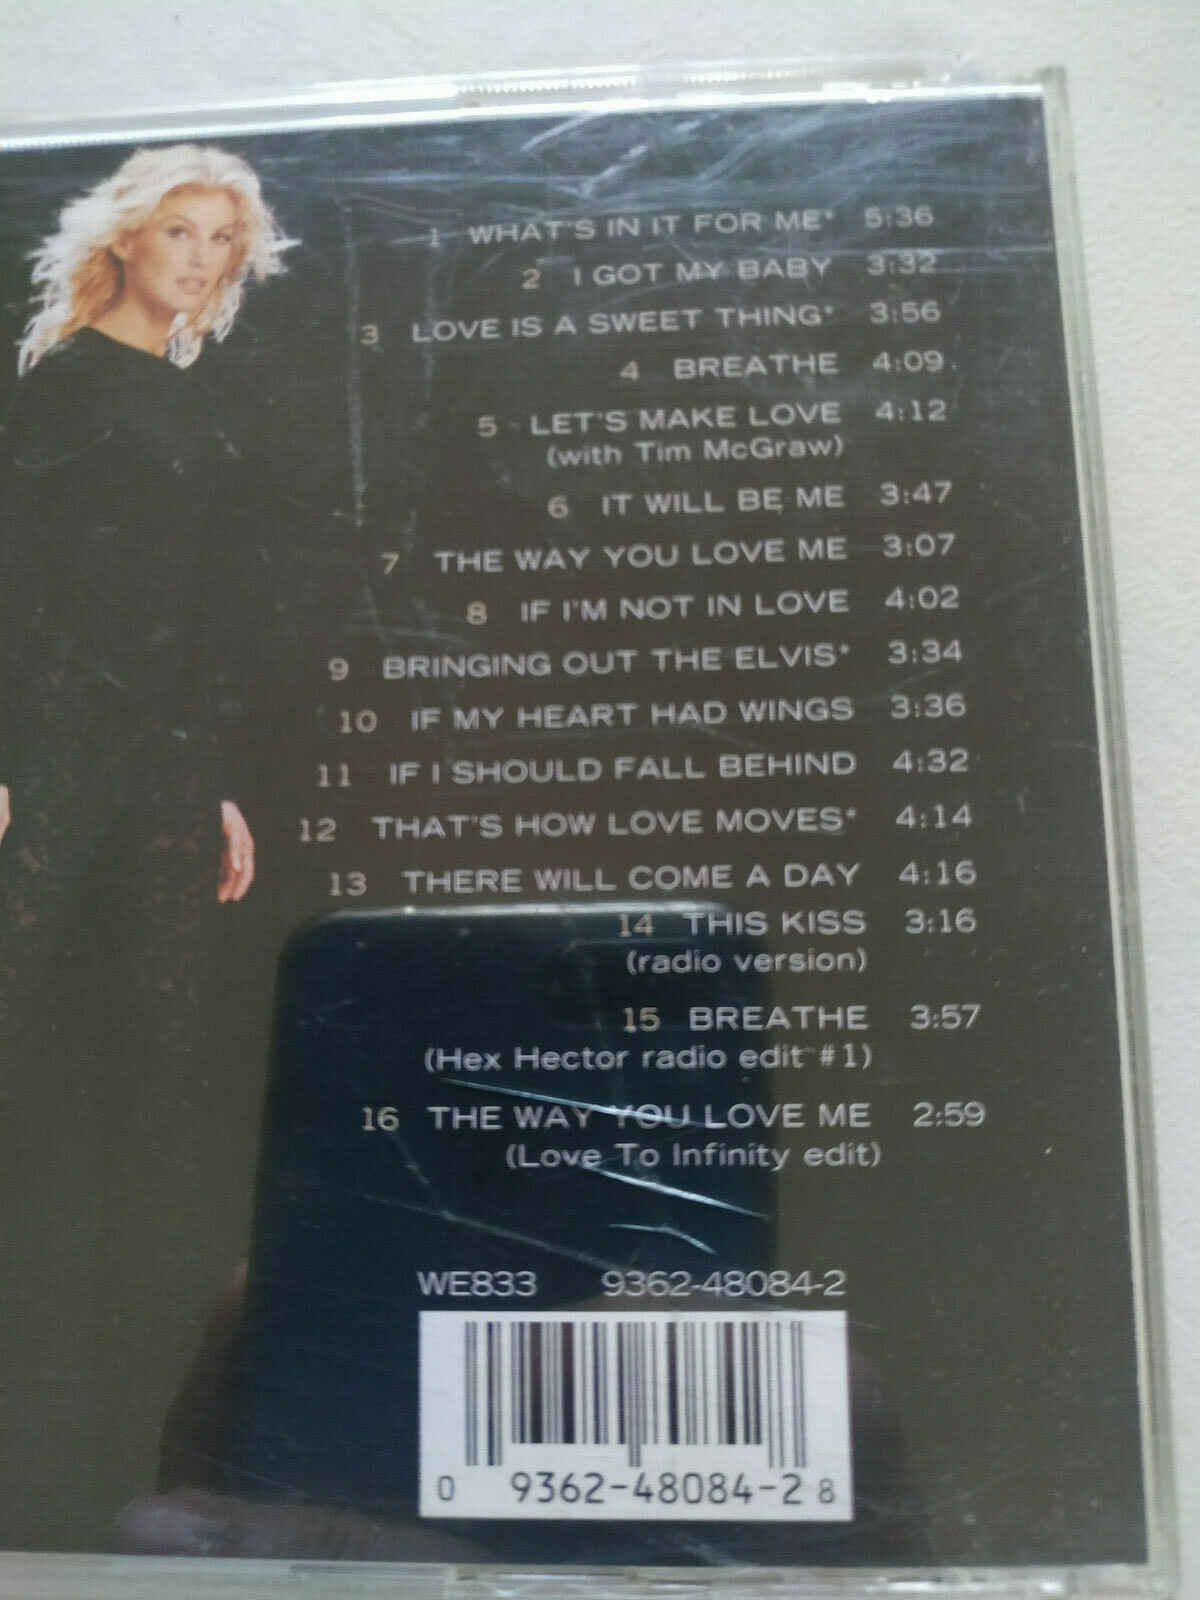 1 WHAT'S IN IT FOR ME* 5:36
2 I GOT MY BABY 3:32
3 LOVE IS A SWEET THING* 3:56
4 BREATHE 4:09
5 LET'S MAKE LOVE 4:12
(with Tim McGraw)
6 IT WILL BE ME 3:47
7 THE WAY YOU LOVE ME 3:07
8 IF I'M NOT IN LOVE 4:02
9 BRINGING OUT THE ELVIS* 3:34
10 IF MY HEART HAD WINGS 3:36
11 IF I SHOULD FALL BEHIND 4:32
12 THAT'S HOW LOVE MOVES* 4:14
13 THERE WILL COME A DAY 4:16
14 THIS KISS 3:16
(radio version)
15 BREATHE 3:57
(Hex Hector radio edit #1)
16 THE WAY YOU LOVE ME 2:59
(Love To Infinity edit)
WE833 9362-48084-2
0 9362-48084-2 8